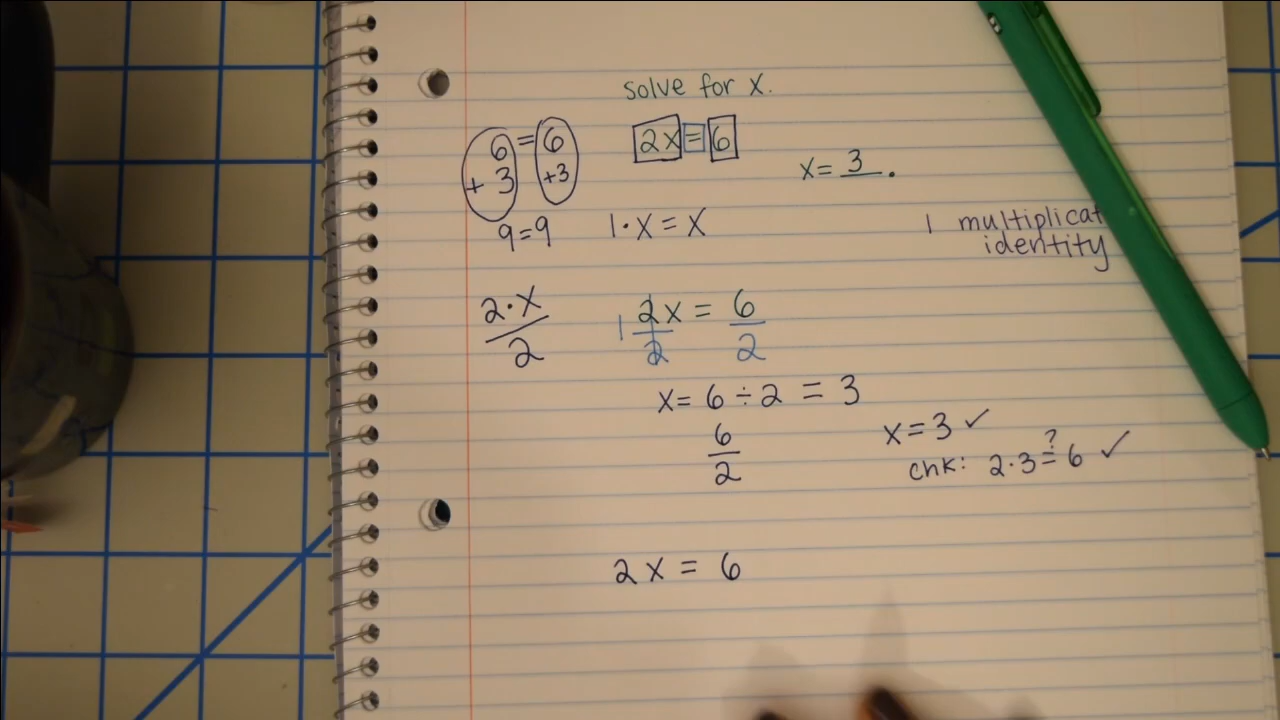 solve for x.
6 = 6
+ 3 +3
9 = 9
2x = 6
x = 3.
1 · x = x
1 multiplicat
identity
2 · x
2
1 2x = 6
2 2
x = 6 ÷ 2 = 3
6
2
x = 3 ✓
chk: 2 · 3 ?= 6 ✓
2x = 6